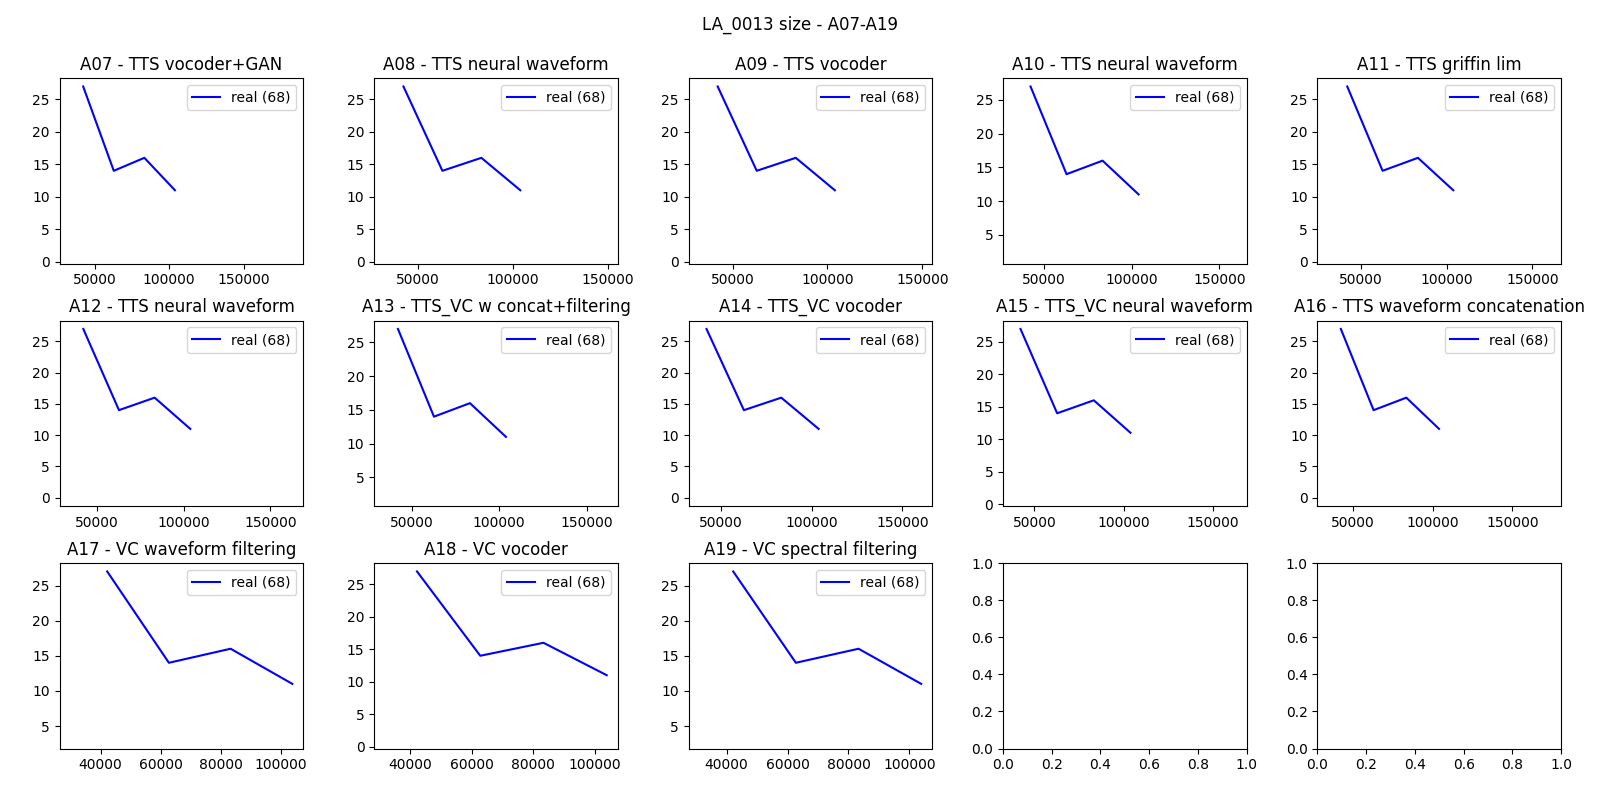 LA_0013 size - A07-A19
A07 - TTS vocoder+GAN
real (68)
25
20
15
10
5
0
50000 100000 150000
A08 - TTS neural waveform
real (68)
25
20
15
10
5
0
50000 100000 150000
A09 - TTS vocoder
real (68)
25
20
15
10
5
0
50000 100000 150000
A10 - TTS neural waveform
real (68)
25
20
15
10
5
50000 100000 150000
A11 - TTS griffin lim
real (68)
25
20
15
10
5
0
50000 100000 150000
A12 - TTS neural waveform
real (68)
25
20
15
10
5
0
50000 100000 150000
A13 - TTS_VC w concat+filtering
real (68)
25
20
15
10
5
50000 100000 150000
A14 - TTS_VC vocoder
real (68)
25
20
15
10
5
0
50000 100000 150000
A15 - TTS_VC neural waveform
real (68)
25
20
15
10
5
0
50000 100000 150000
A16 - TTS waveform concatenation
real (68)
25
20
15
10
5
0
50000 100000 150000
A17 - VC waveform filtering
real (68)
25
20
15
10
5
40000 60000 80000 100000
A18 - VC vocoder
real (68)
25
20
15
10
5
0
40000 60000 80000 100000
A19 - VC spectral filtering
real (68)
25
20
15
10
5
40000 60000 80000 100000
1.0
0.8
0.6
0.4
0.2
0.0
0.0 0.2 0.4 0.6 0.8 1.0
1.0
0.8
0.6
0.4
0.2
0.0
0.0 0.2 0.4 0.6 0.8 1.0